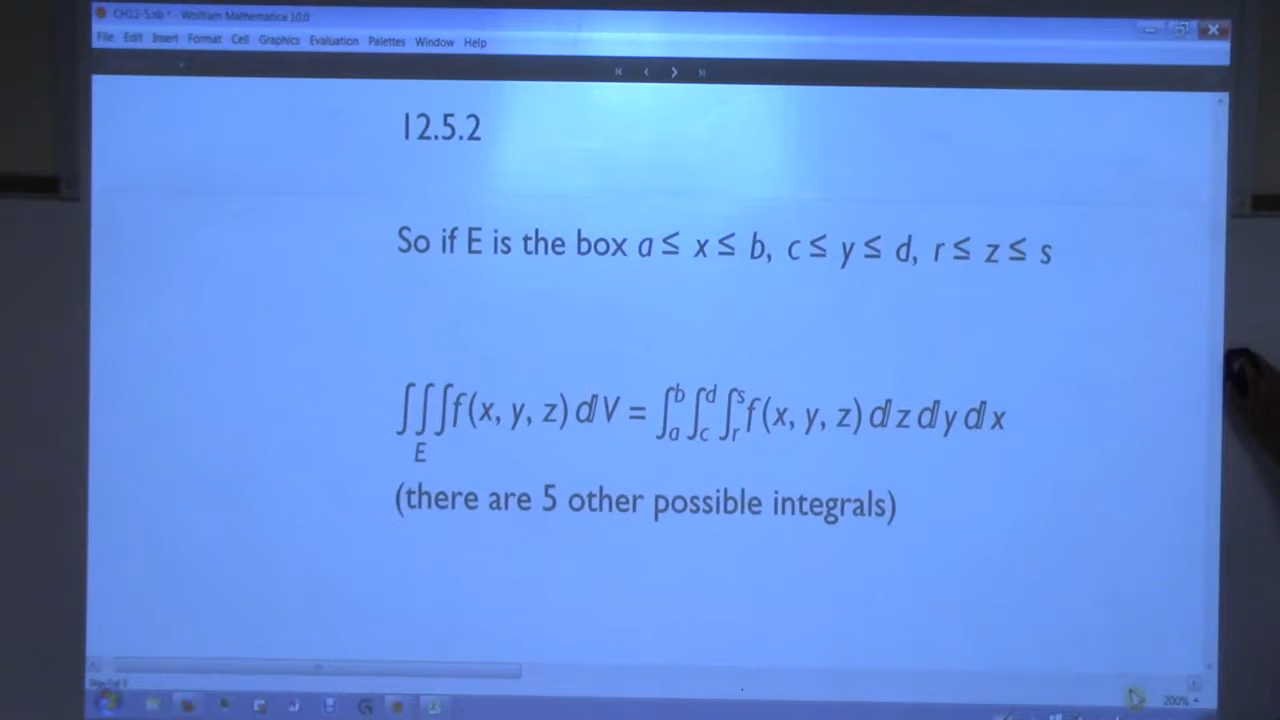 CH12-5.nb * - Wolfram Mathematica 10.0
File Edit Insert Format Cell Graphics Evaluation Palettes Window Help
12.5.2
So if E is the box a ≤ x ≤ b, c ≤ y ≤ d, r ≤ z ≤ s
∫∫∫f(x, y, z) ⅆV = ∫_a^b ∫_c^d ∫_r^s f(x, y, z) ⅆz ⅆy ⅆx
E
(there are 5 other possible integrals)
200%